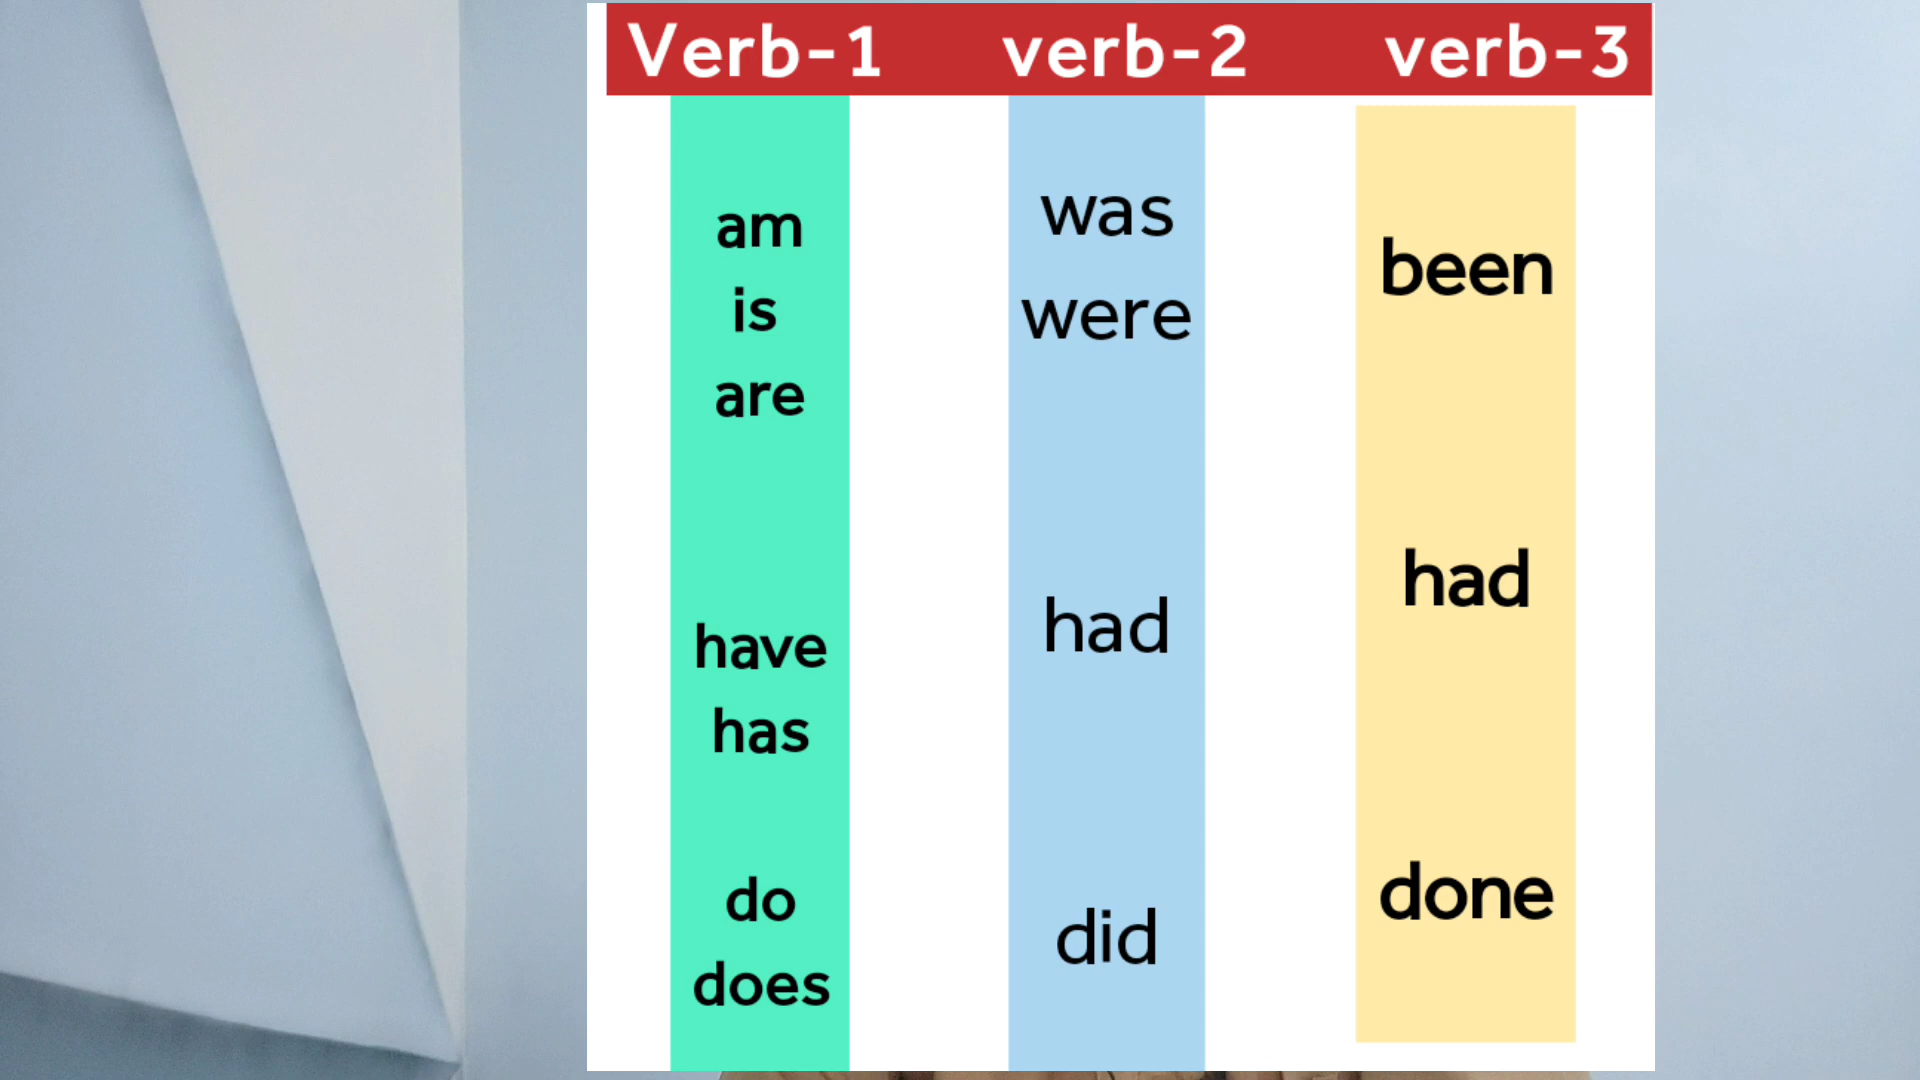 Verb-1 verb-2 verb-3
am
is
are
have
has
do
does
was
were
had
did
been
had
done